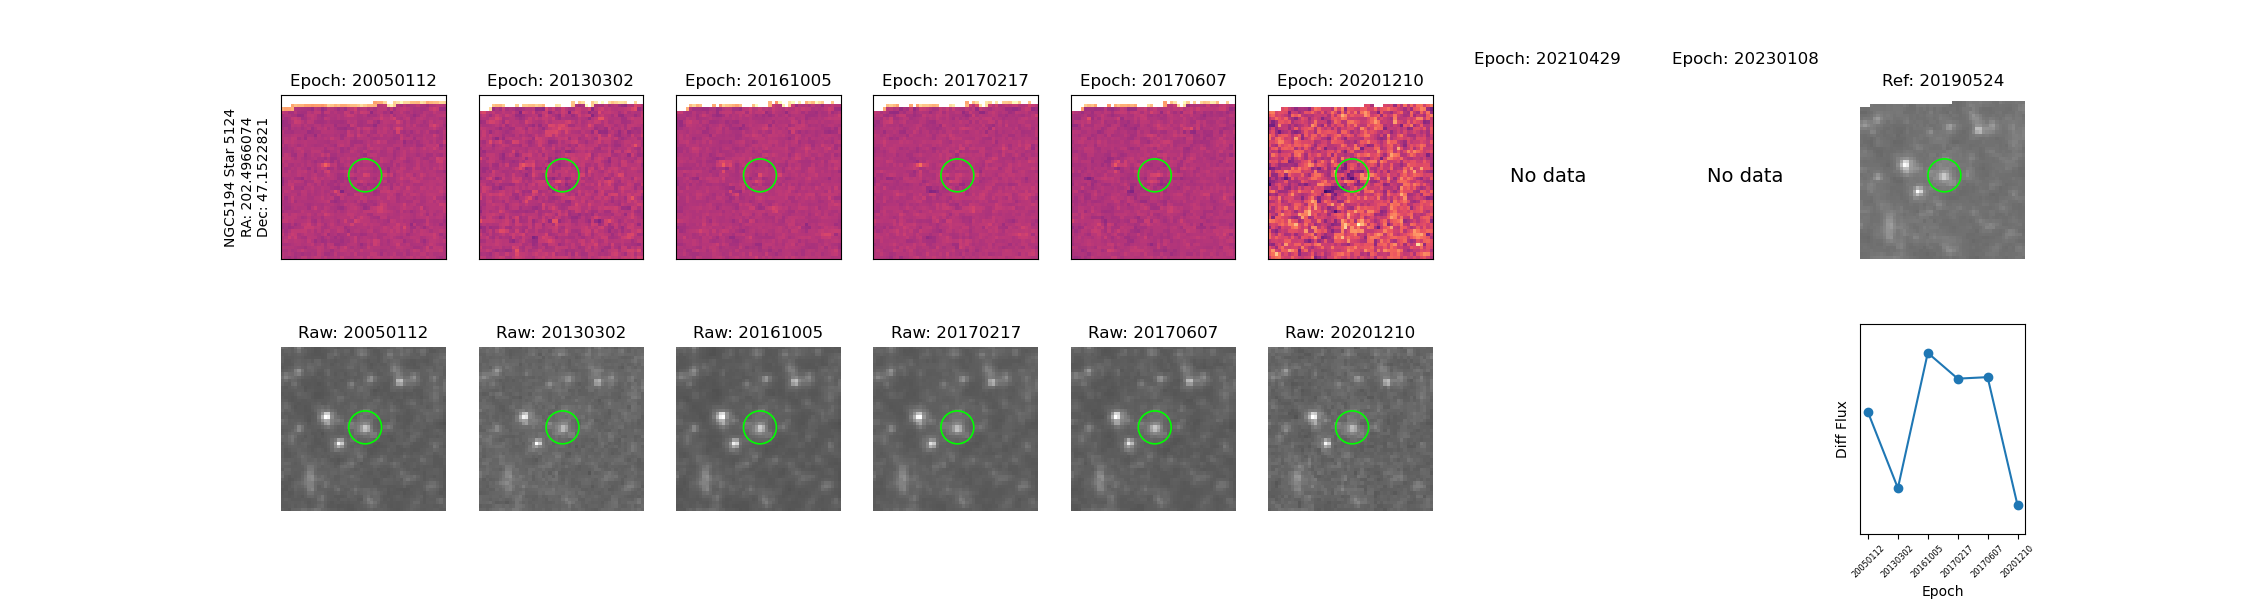 NGC5194 Star 5124
RA: 202.4966074
Dec: 47.1522821
Epoch: 20050112
Epoch: 20130302
Epoch: 20161005
Epoch: 20170217
Epoch: 20170607
Epoch: 20201210
Epoch: 20210429
Epoch: 20230108
Ref: 20190524
No data
No data
Raw: 20050112
Raw: 20130302
Raw: 20161005
Raw: 20170217
Raw: 20170607
Raw: 20201210
Diff Flux
20050112
20130302
20161005
20170217
20170607
20201210
Epoch